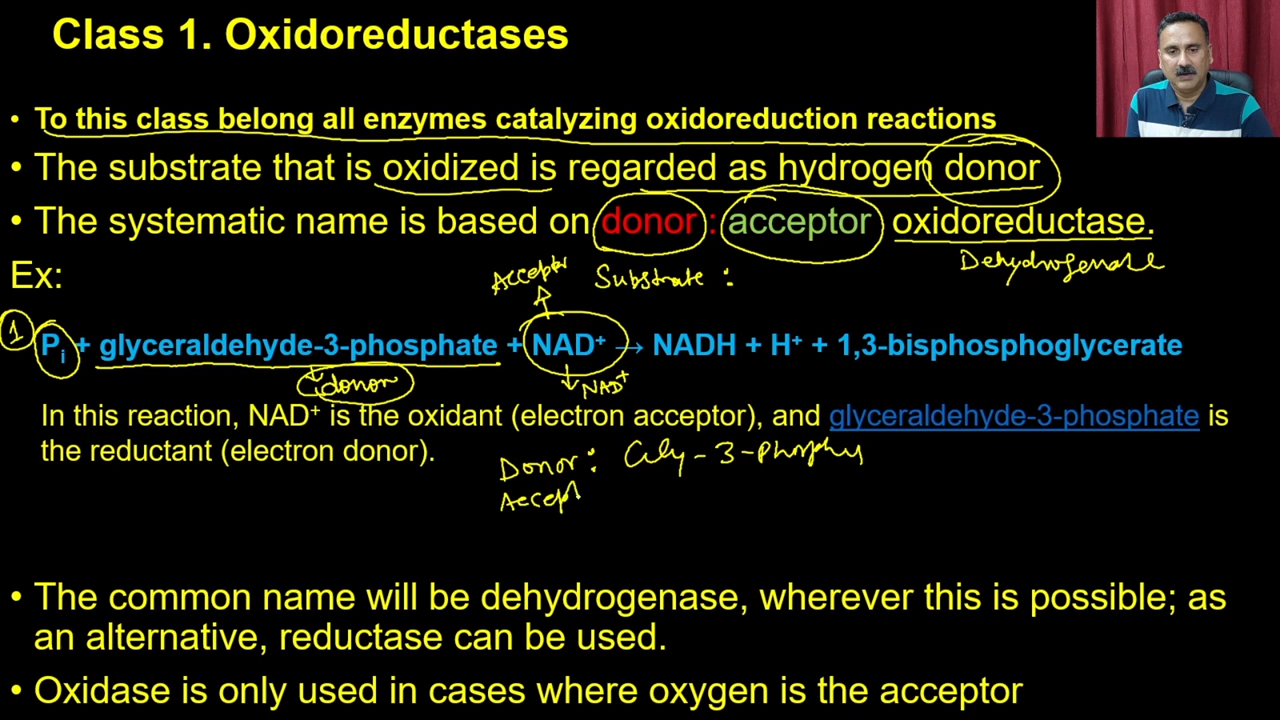 Class 1. Oxidoreductases
• To this class belong all enzymes catalyzing oxidoreduction reactions
• The substrate that is oxidized is regarded as hydrogen donor
• The systematic name is based on donor : acceptor oxidoreductase.
Dehydrogenase
Ex:
Acceptor Substrate :
1 Pi + glyceraldehyde-3-phosphate + NAD⁺ → NADH + H⁺ + 1,3-bisphosphoglycerate
donor NAD⁺
In this reaction, NAD⁺ is the oxidant (electron acceptor), and glyceraldehyde-3-phosphate is
the reductant (electron donor).
Donor : Gly-3-Phosphy
Accept
• The common name will be dehydrogenase, wherever this is possible; as
an alternative, reductase can be used.
• Oxidase is only used in cases where oxygen is the acceptor